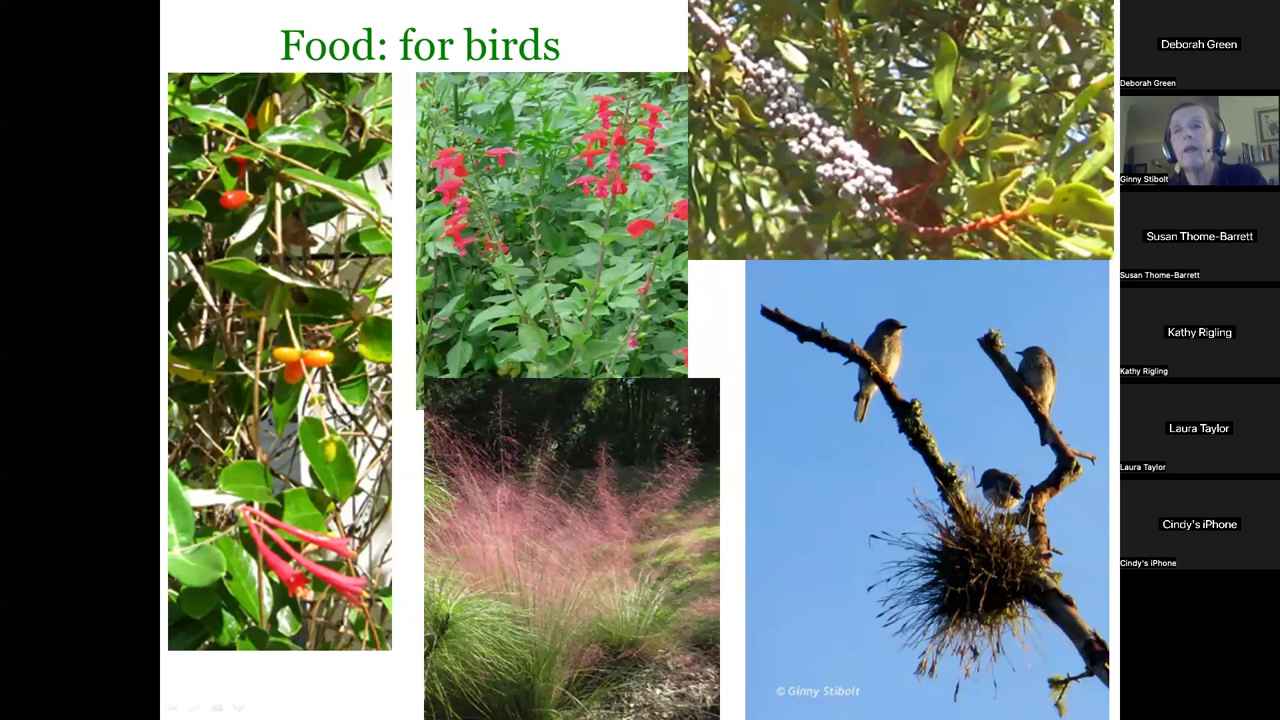 Food: for birds
© Ginny Stibolt
Deborah Green
Deborah Green
Ginny Stibolt
Susan Thome-Barrett
Susan Thome-Barrett
Kathy Rigling
Kathy Rigling
Laura Taylor
Laura Taylor
Cindy's iPhone
Cindy's iPhone